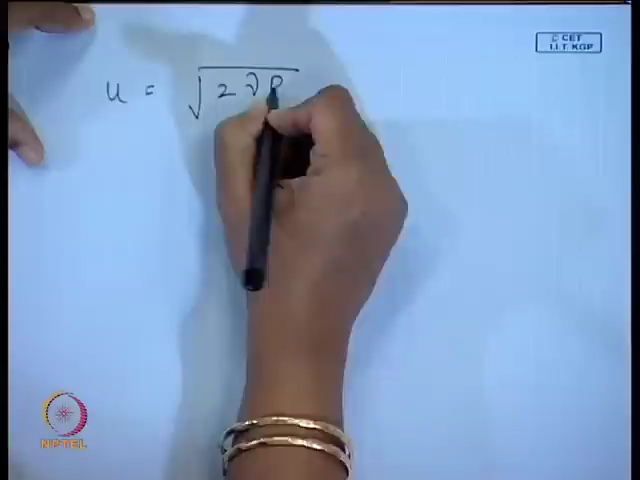 © CET
I.I.T. KGP
u = √2 ∂ P
NPTEL